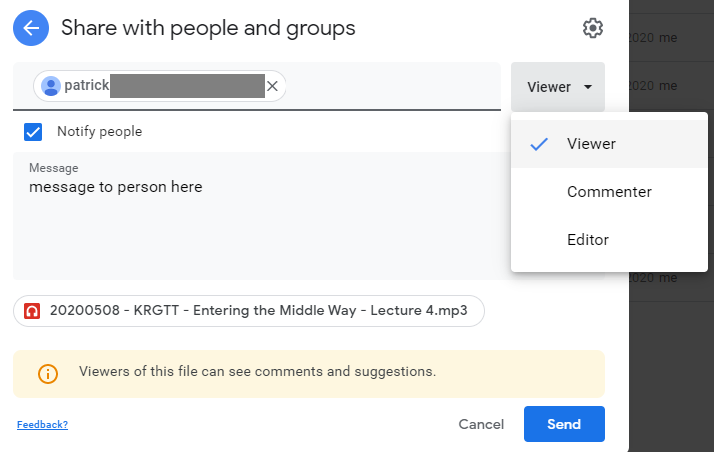 Share with people and groups
patrick
Viewer
Notify people
Message
message to person here
Viewer
Commenter
Editor
20200508 - KRGTT - Entering the Middle Way - Lecture 4.mp3
Viewers of this file can see comments and suggestions.
Feedback?
Cancel
Send
2020 me
2020 me
2020 me